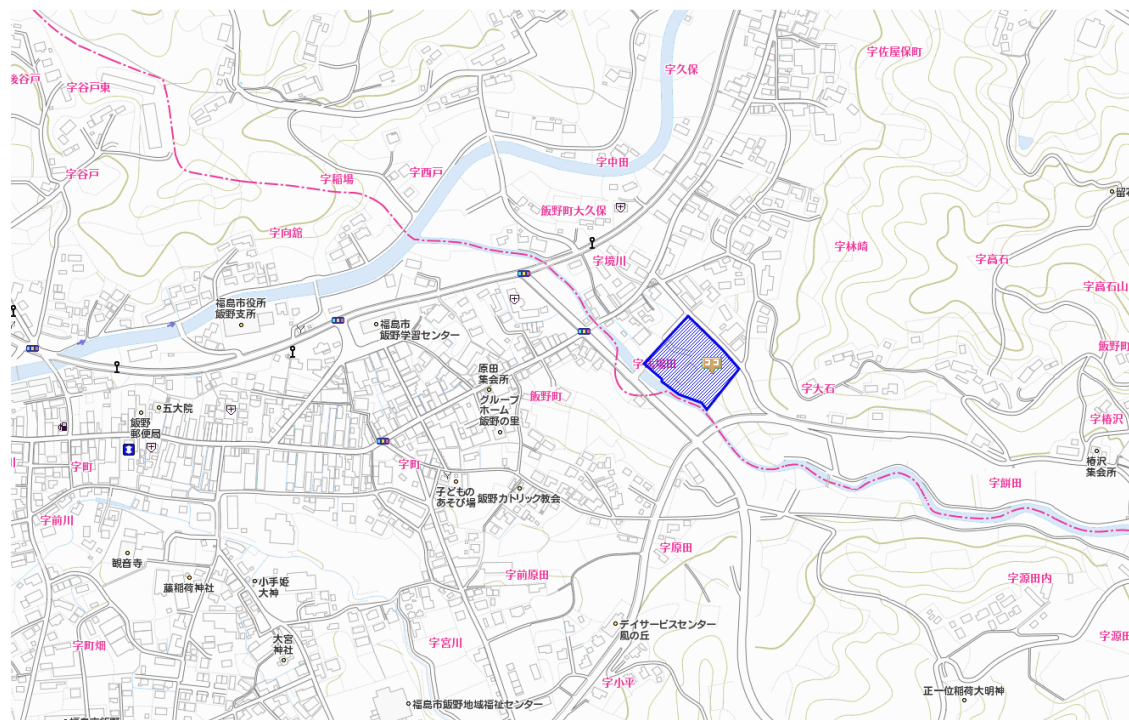 字久保
字佐屋保町
後谷戸
字谷戸東
字谷戸
字稲場
字西戸
字中田
飯野町大久保
字向舘
字境川
字林崎
字高石
字高石山
福島市役所
飯野支所
福島市
飯野学習センター
原田
集会所
グループ
ホーム
飯野の里
飯野町
飯野町
字大石
字椿沢
椿沢
集会所
五大院
飯野
郵便局
字町
字町
子どもの
あそび場
飯野カトリック教会
字餅田
字前川
観音寺
藤稲荷神社
小手姫
大神
字前原田
字原田
字源田内
字町畑
大宮
神社
字宮川
デイサービスセンター
風の丘
字小平
福島市飯野地域福祉センター
正一位稲荷大明神